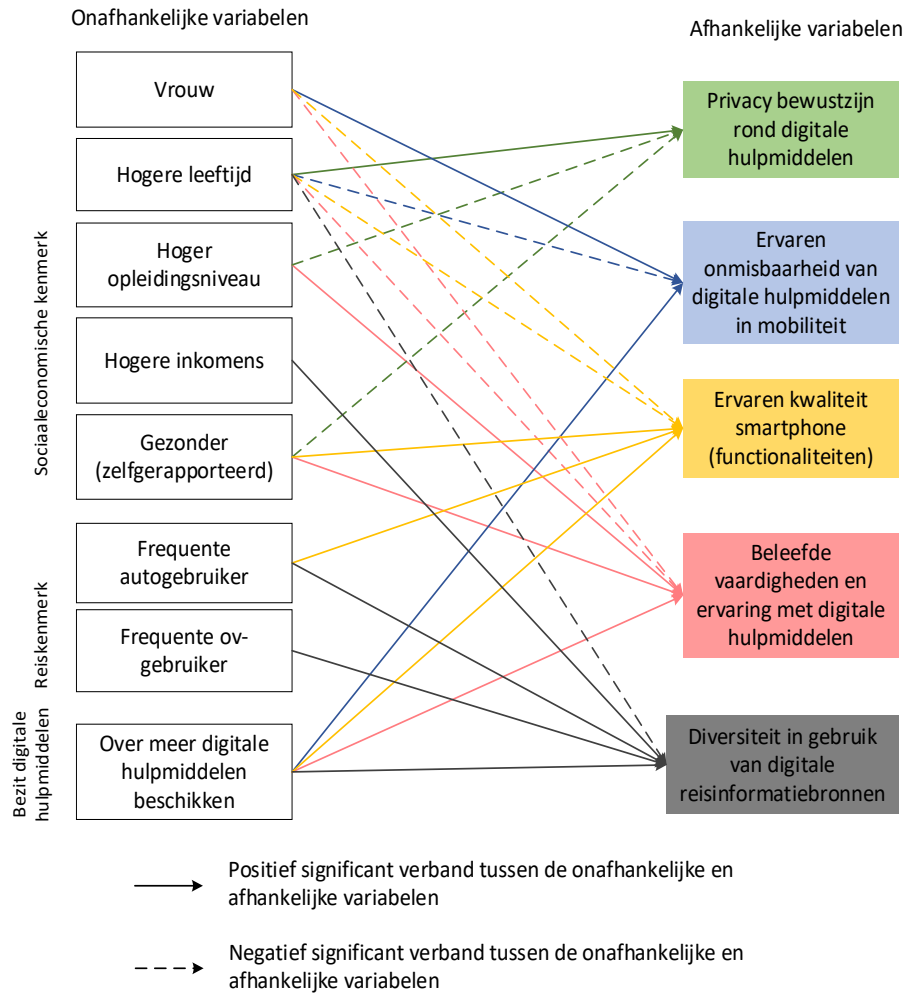 Onafhankelijke variabelen
Afhankelijke variabelen
Sociaaleconomische kenmerk
Vrouw
Hogere leeftijd
Hoger
opleidingsniveau
Hogere inkomens
Gezonder
(zelfgerapporteerd)
Reiskenmerk
Frequente
autogebruiker
Frequente ov-
gebruiker
Bezit digitale
hulpmiddelen
Over meer digitale
hulpmiddelen
beschikken
Privacy bewustzijn
rond digitale
hulpmiddelen
Ervaren
onmisbaarheid van
digitale hulpmiddelen
in mobiliteit
Ervaren kwaliteit
smartphone
(functionaliteiten)
Beleefde
vaardigheden en
ervaring met digitale
hulpmiddelen
Diversiteit in gebruik
van digitale
reisinformatiebronnen
Positief significant verband tussen de onafhankelijke en
afhankelijke variabelen
Negatief significant verband tussen de onafhankelijke en
afhankelijke variabelen